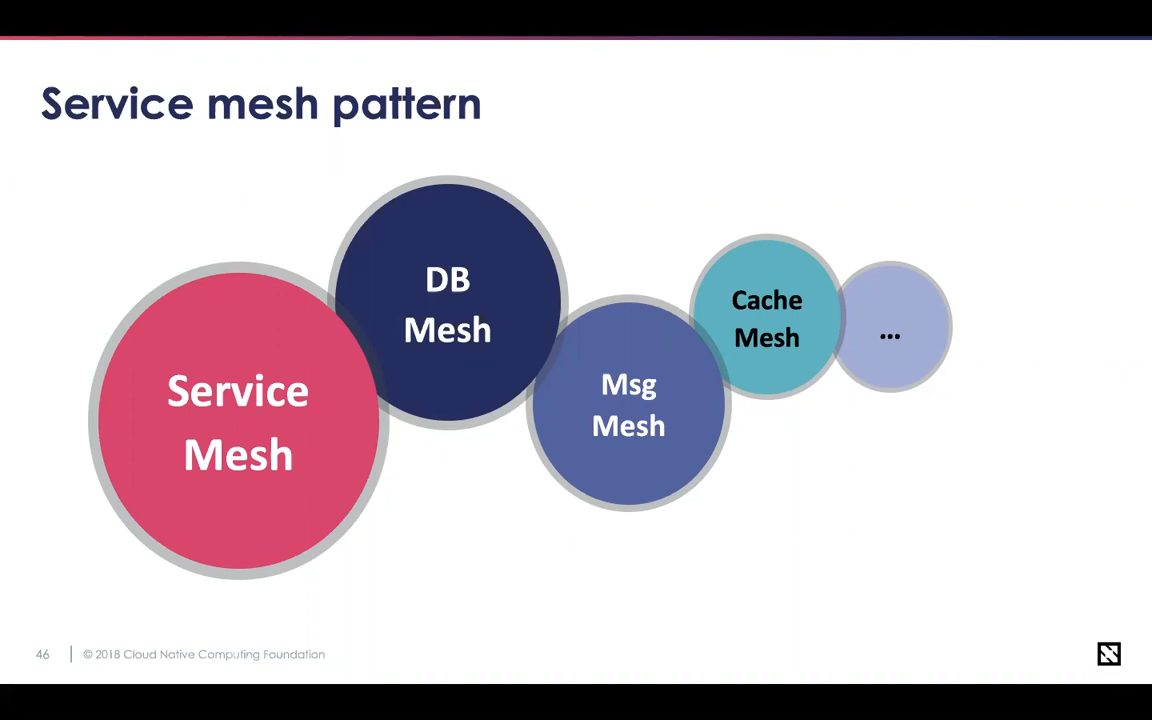 Service mesh pattern
Service
Mesh
DB
Mesh
Msg
Mesh
Cache
Mesh
...
46
© 2018 Cloud Native Computing Foundation